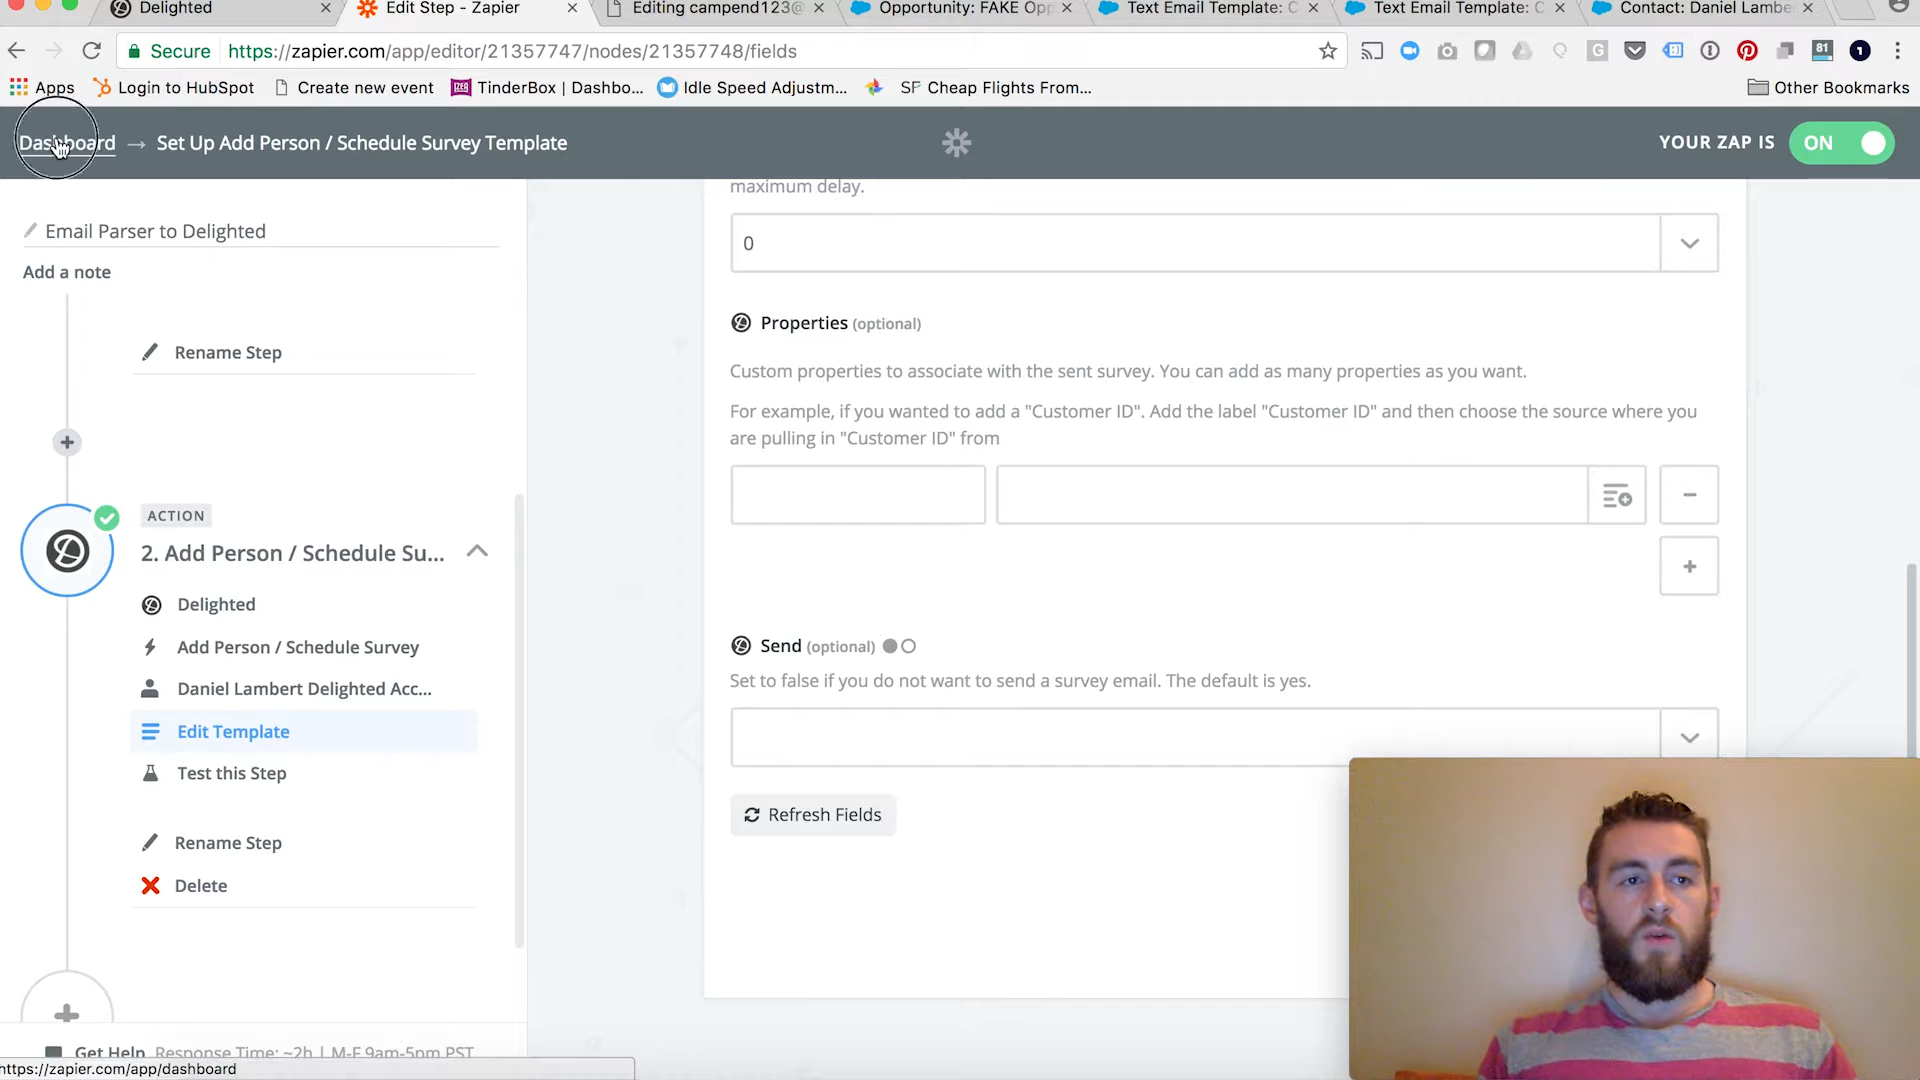 Delighted
Edit Step - Zapier
Editing campend123@
Opportunity: FAKE Opp
Text Email Template: C
Text Email Template: C
Contact: Daniel Lambe
Secure
https://zapier.com/app/editor/21357747/nodes/21357748/fields
81
1
Apps
Login to HubSpot
Create new event
TinderBox | Dashbo...
Idle Speed Adjustm...
SF Cheap Flights From...
Other Bookmarks
Dashboard → Set Up Add Person / Schedule Survey Template
YOUR ZAP IS
ON
Email Parser to Delighted
Add a note
Rename Step
ACTION
2. Add Person / Schedule Su...
Delighted
Add Person / Schedule Survey
Daniel Lambert Delighted Acc...
Edit Template
Test this Step
Rename Step
Delete
Get Help Response Time: ~2h | M-F 9am-5pm PST
https://zapier.com/app/dashboard
maximum delay.
0
Properties (optional)
Custom properties to associate with the sent survey. You can add as many properties as you want.
For example, if you wanted to add a "Customer ID". Add the label "Customer ID" and then choose the source where you
are pulling in "Customer ID" from
Send (optional)
Set to false if you do not want to send a survey email. The default is yes.
Refresh Fields